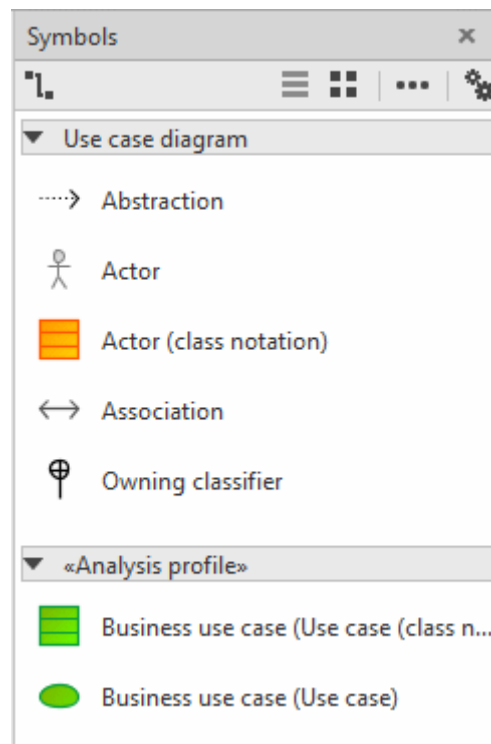 Symbols
Use case diagram
Abstraction
Actor
Actor (class notation)
Association
Owning classifier
«Analysis profile»
Business use case (Use case (class n...
Business use case (Use case)